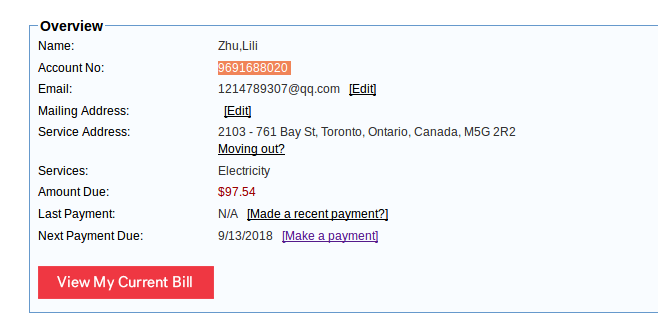 Overview
Name: Zhu,Lili
Account No: 9691688020
Email: 1214789307@qq.com [Edit]
Mailing Address: [Edit]
Service Address: 2103 - 761 Bay St, Toronto, Ontario, Canada, M5G 2R2
Moving out?
Services: Electricity
Amount Due: $97.54
Last Payment: N/A [Made a recent payment?]
Next Payment Due: 9/13/2018 [Make a payment]
View My Current Bill